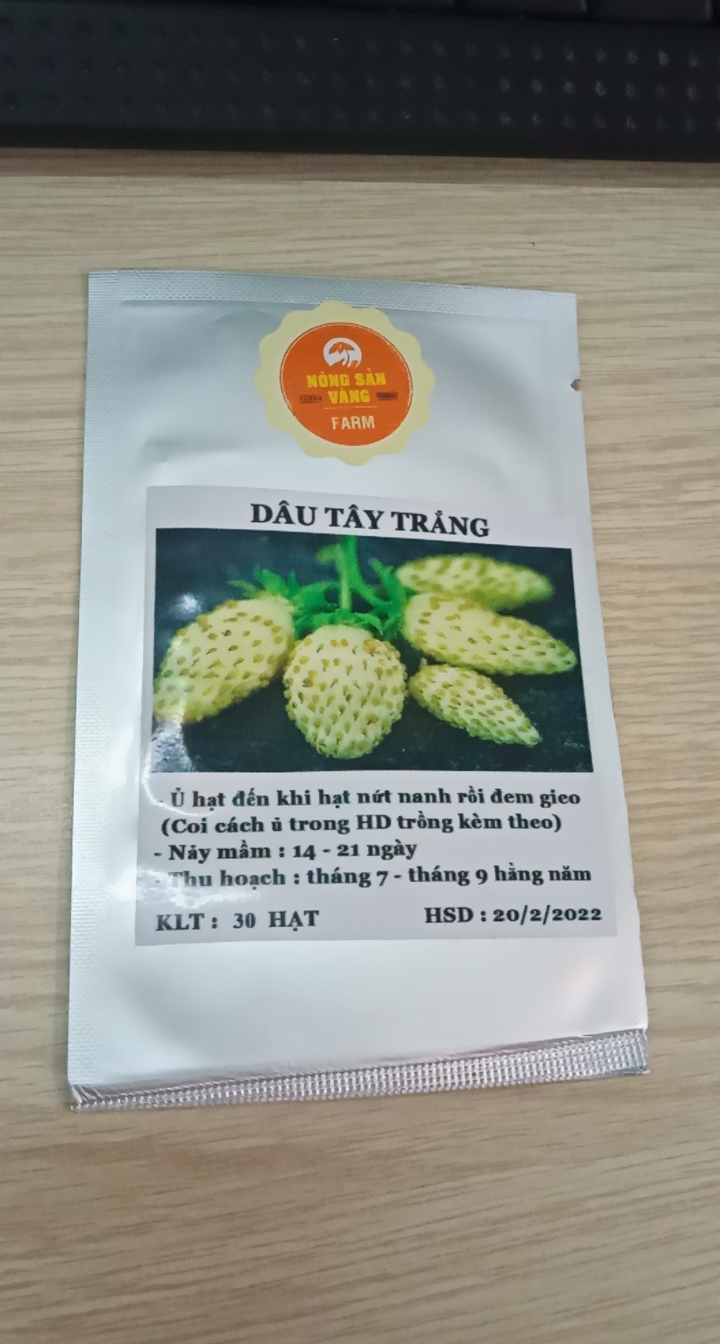 NÔNG SẢN
VÀNG
FARM
DÂU TÂY TRẮNG
- Ủ hạt đến khi hạt nứt nanh rồi đem gieo
(Coi cách ủ trong HD trồng kèm theo)
- Nảy mầm : 14 - 21 ngày
- Thu hoạch : tháng 7 - tháng 9 hằng năm
KLT : 30 HẠT HSD : 20/2/2022